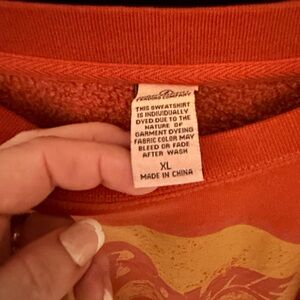 THIS SWEATSHIRT
IS INDIVIDUALLY
DYED DUE TO THE
NATURE OF
GARMENT DYEING
FABRIC COLOR MAY
BLEED OR FADE
AFTER WASH
XL
MADE IN CHINA